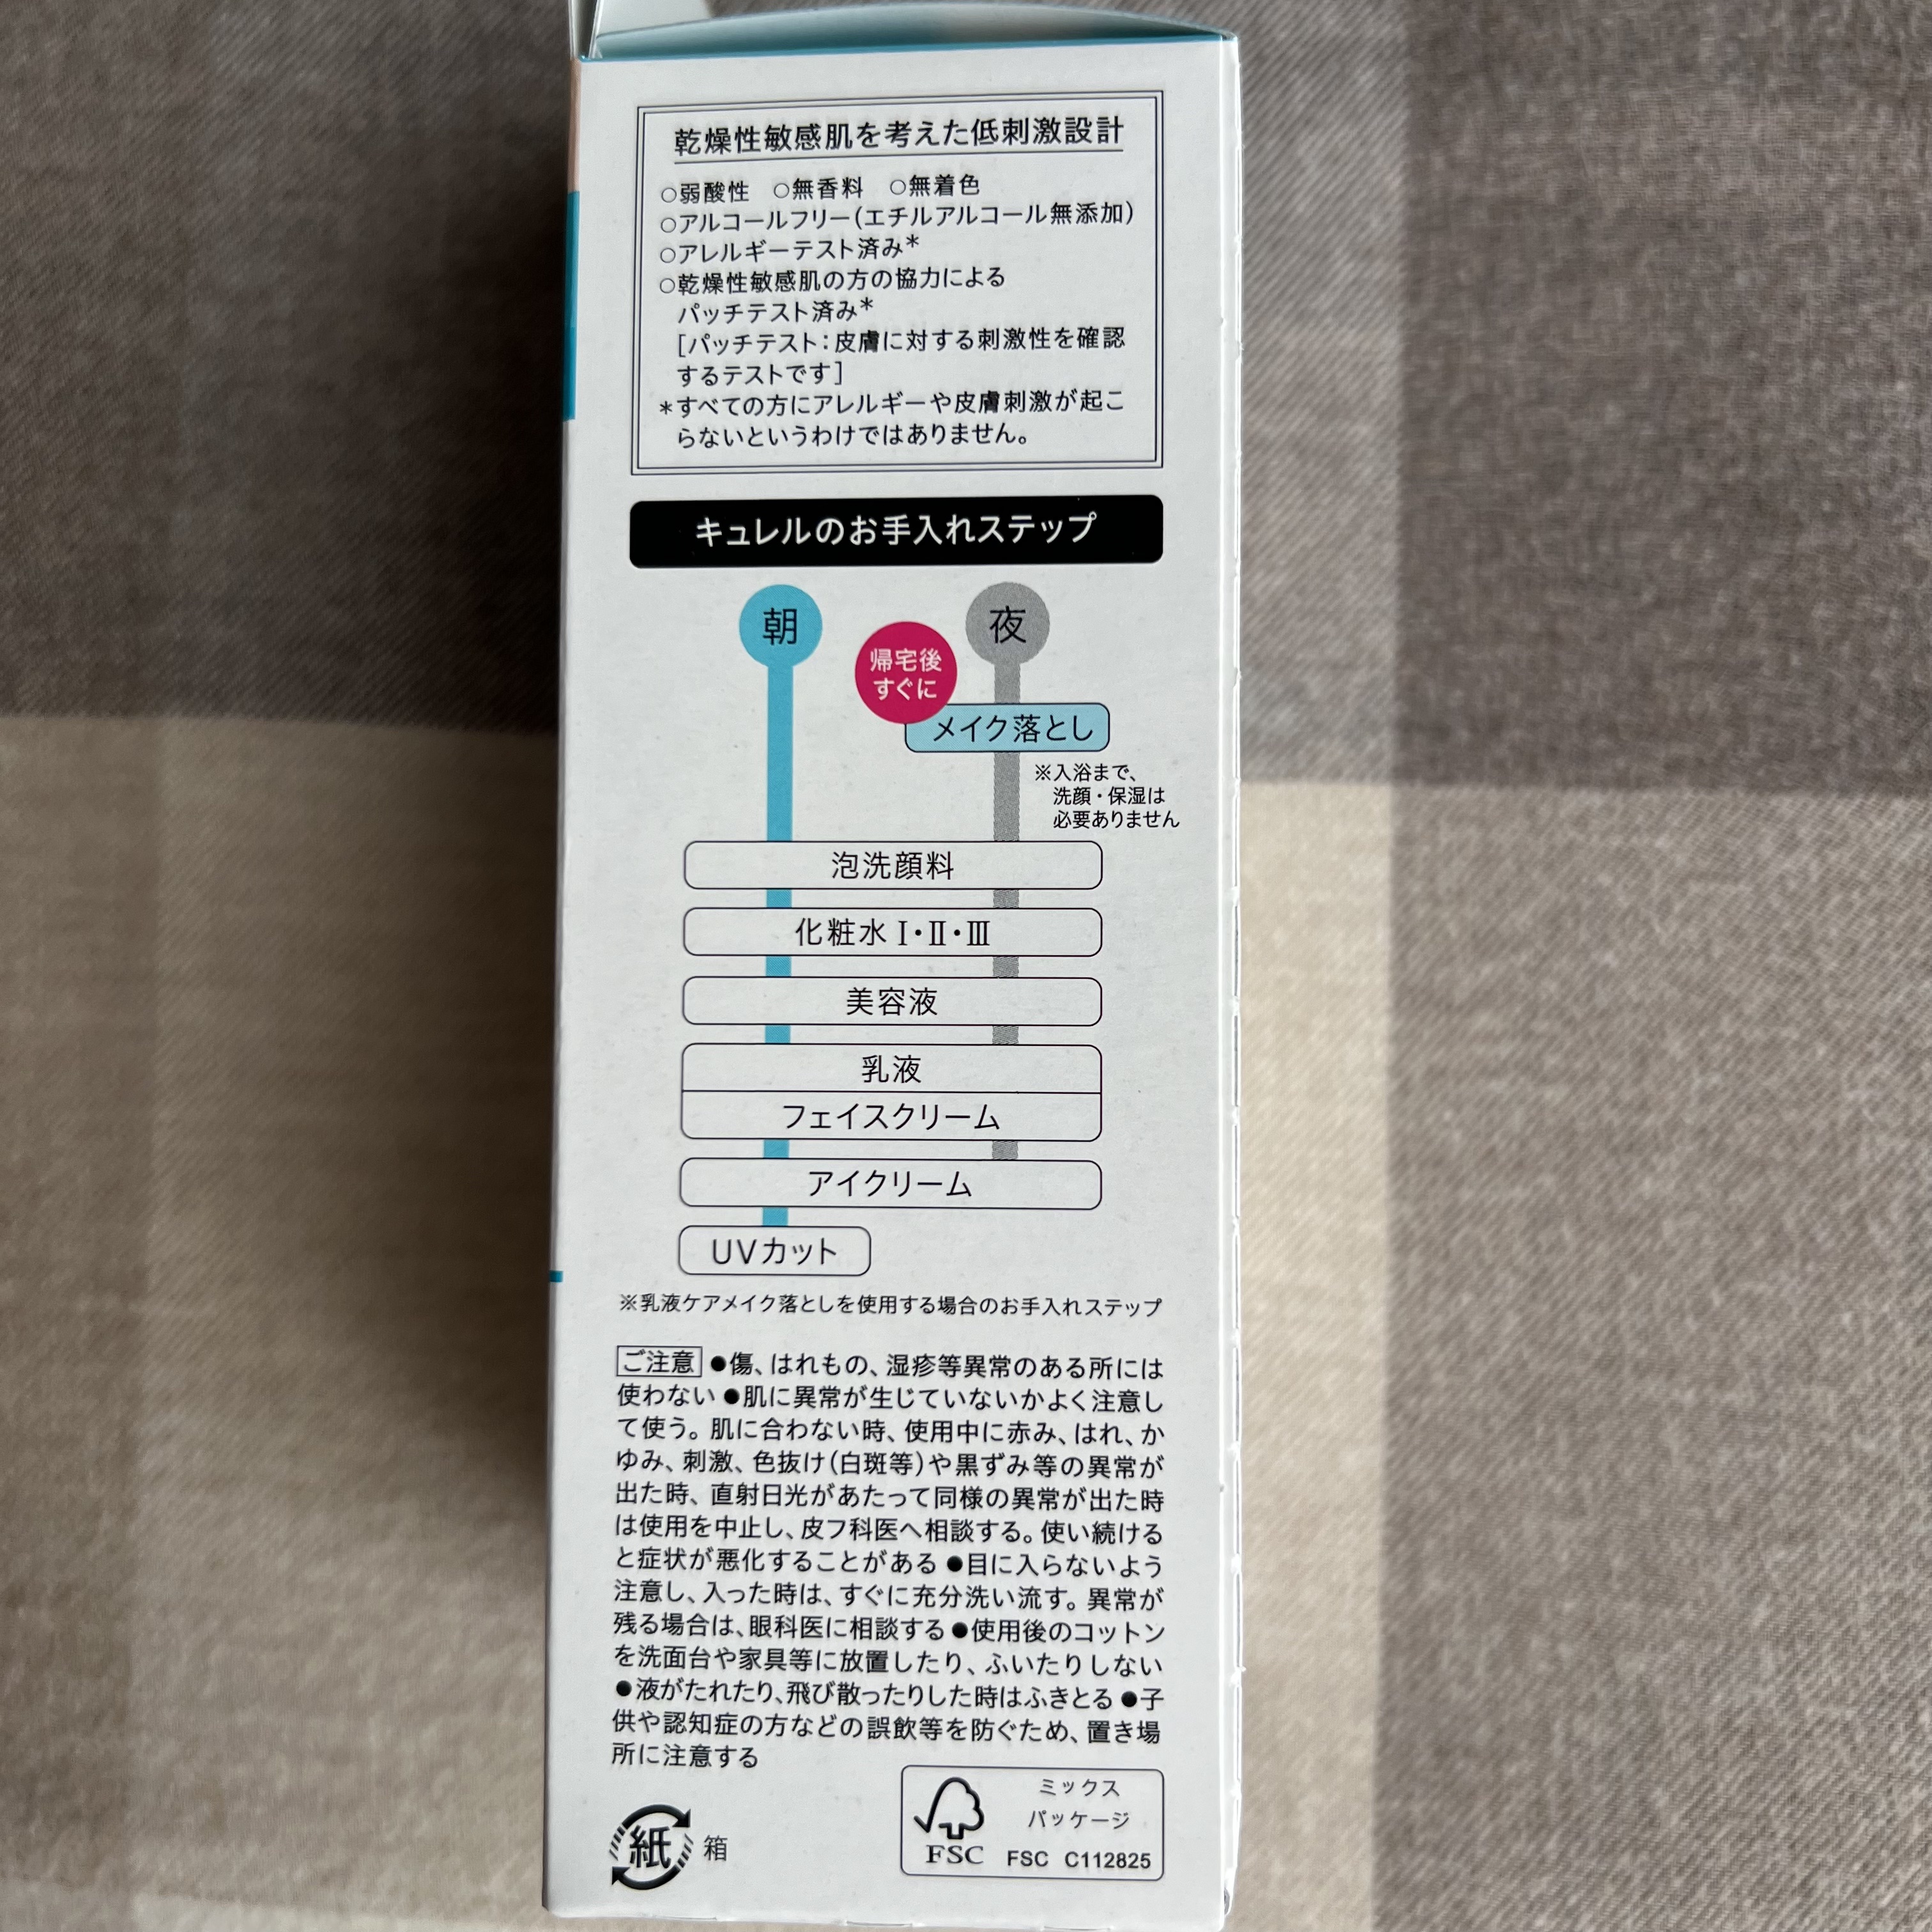 乾燥性敏感肌を考えた低刺激設計
○弱酸性 ○無香料 ○無着色
○アルコールフリー(エチルアルコール無添加)
○アレルギーテスト済み*
○乾燥性敏感肌の方の協力による
パッチテスト済み*
[パッチテスト:皮膚に対する刺激性を確認
するテストです]
*すべての方にアレルギーや皮膚刺激が起こ
らないというわけではありません。
キュレルのお手入れステップ
朝
夜
帰宅後
すぐに
メイク落とし
※入浴まで、
洗顔・保湿は
必要ありません
泡洗顔料
化粧水 Ⅰ・Ⅱ・Ⅲ
美容液
乳液
フェイスクリーム
アイクリーム
UVカット
※乳液ケアメイク落としを使用する場合のお手入れステップ
ご注意 ●傷、はれもの、湿疹等異常のある所には
使わない ●肌に異常が生じていないかよく注意し
て使う。肌に合わない時、使用中に赤み、はれ、か
ゆみ、刺激、色抜け(白斑等)や黒ずみ等の異常が
出た時、直射日光があたって同様の異常が出た時
は使用を中止し、皮フ科医へ相談する。使い続ける
と症状が悪化することがある ●目に入らないよう
注意し、入った時は、すぐに充分洗い流す。異常が
残る場合は、眼科医に相談する ●使用後のコットン
を洗面台や家具等に放置したり、ふいたりしない
●液がたれたり、飛び散ったりした時はふきとる ●子
供や認知症の方などの誤飲等を防ぐため、置き場
所に注意する
紙 箱
FSC
ミックス
パッケージ
FSC C112825